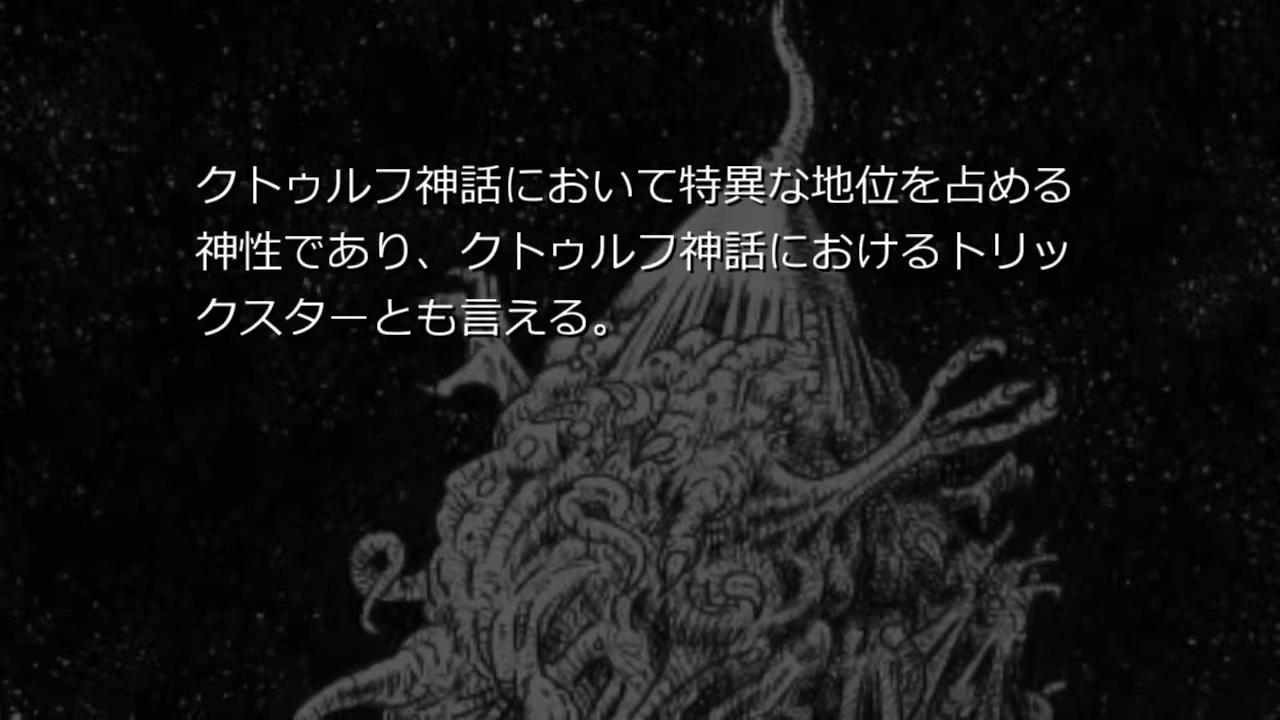 クトゥルフ神話において特異な地位を占める
神性であり、クトゥルフ神話におけるトリッ
クスターとも言える。